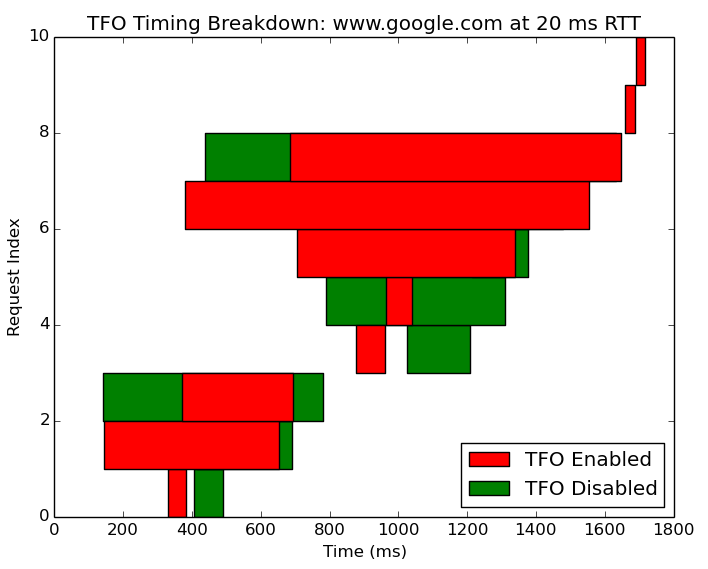 TFO Timing Breakdown: www.google.com at 20 ms RTT
10
8
6
4
2
0
Request Index
TFO Enabled
TFO Disabled
0 200 400 600 800 1000 1200 1400 1600 1800
Time (ms)